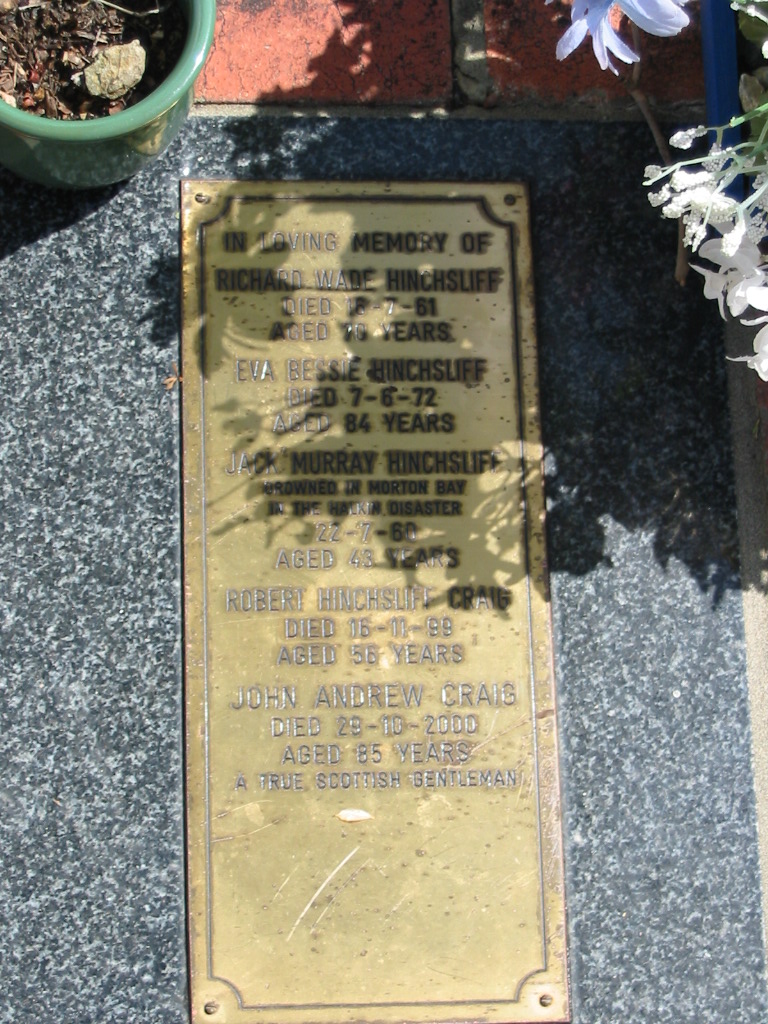 IN LOVING MEMORY OF
RICHARD WADE HINCHSLIFF
DIED 16-7-61
AGED 70 YEARS
EVA BESSIE HINCHSLIFF
DIED 7-6-72
AGED 84 YEARS
JACK MURRAY HINCHSLIFF
DROWNED IN MORTON BAY
IN THE HALKIN DISASTER
22-7-60
AGED 43 YEARS
ROBERT HINCHSLIFF CRAIG
DIED 16-11-99
AGED 56 YEARS
JOHN ANDREW CRAIG
DIED 29-10-2000
AGED 85 YEARS
A TRUE SCOTTISH GENTLEMAN